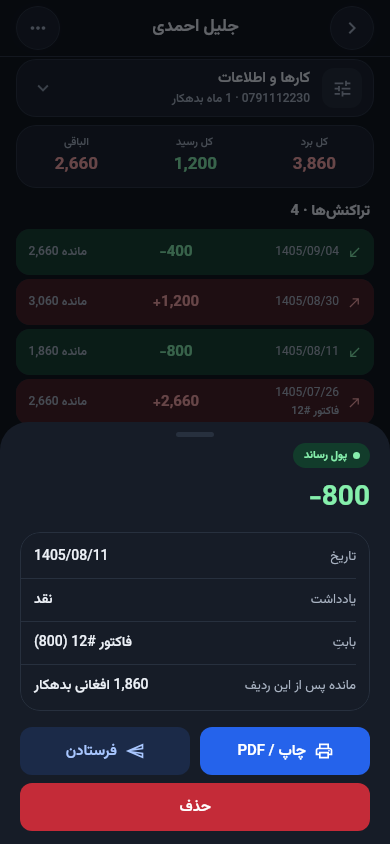 جلیل احمدی
کارها و اطلاعات
0791112230 · 1 ماه بدهکار
کل برد
کل رسید
الباقی
3,860
1,200
2,660
تراکنش‌ها · 4
1405/09/04
−400
مانده 2,660
1405/08/30
+1,200
مانده 3,060
1405/08/11
−800
مانده 1,860
1405/07/26
فاکتور #12
+2,660
مانده 2,660
پول رساند
−800
تاریخ
1405/08/11
یادداشت
نقد
بابتِ
فاکتور #12 (800)
مانده پس از این ردیف
1,860 افغانی بدهکار
چاپ / PDF
فرستادن
حذف